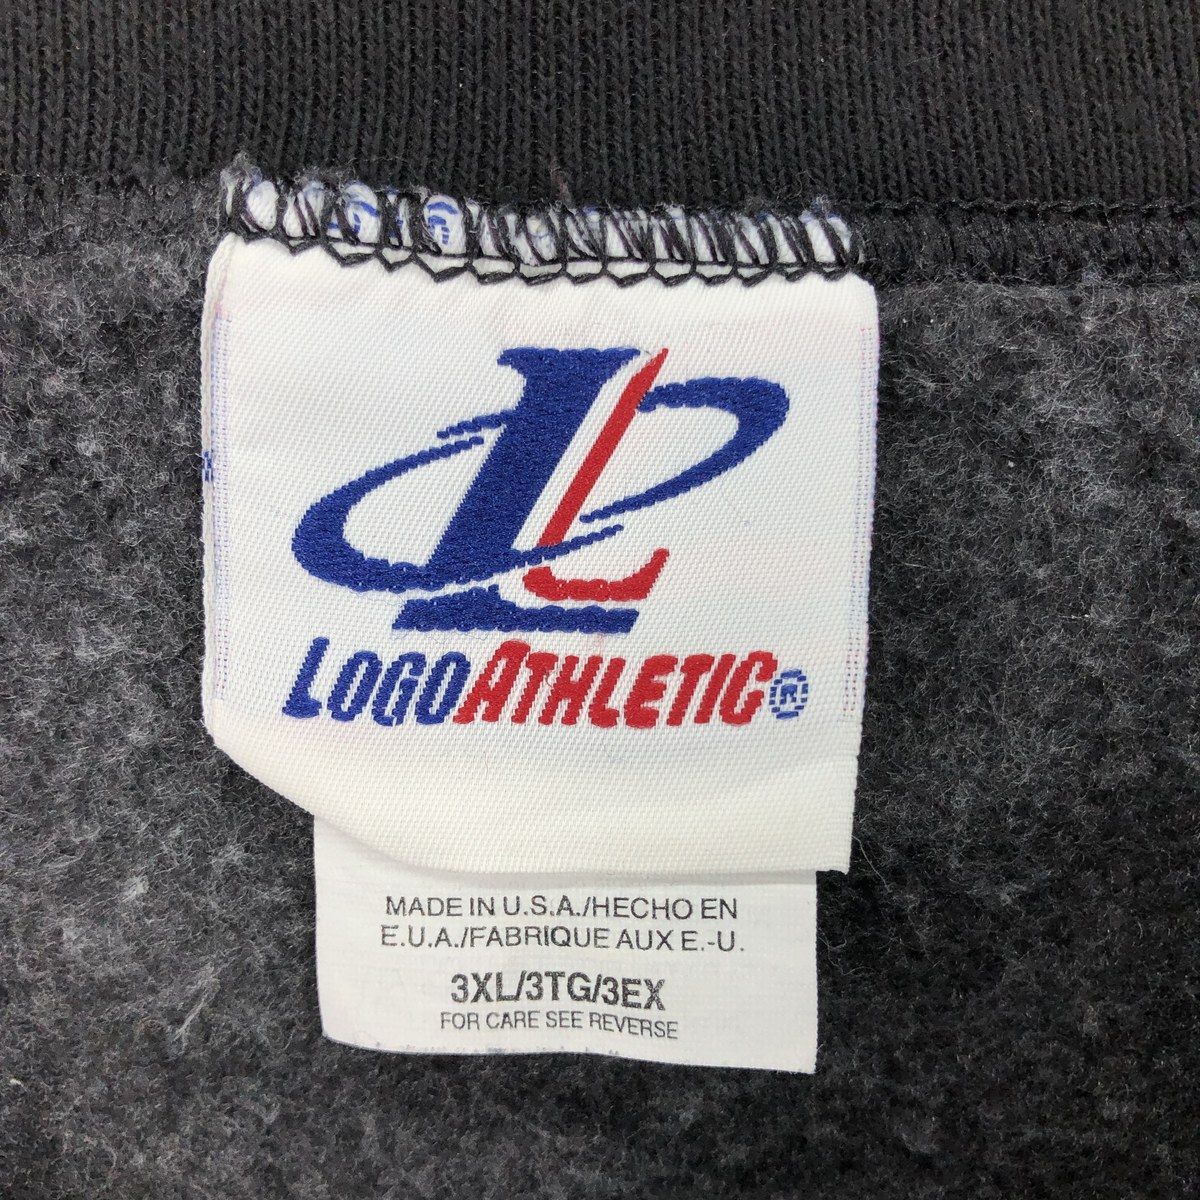 LOGOATHLETIC®
MADE IN U.S.A./HECHO EN
E.U.A./FABRIQUE AUX E.-U.
3XL/3TG/3EX
FOR CARE SEE REVERSE